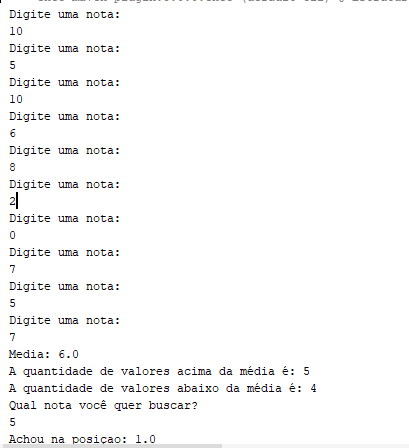 Digite uma nota:
10
Digite uma nota:
5
Digite uma nota:
10
Digite uma nota:
6
Digite uma nota:
8
Digite uma nota:
2
Digite uma nota:
0
Digite uma nota:
7
Digite uma nota:
5
Digite uma nota:
7
Media: 6.0
A quantidade de valores acima da média é: 5
A quantidade de valores abaixo da média é: 4
Qual nota você quer buscar?
5
Achou na posiçao: 1.0